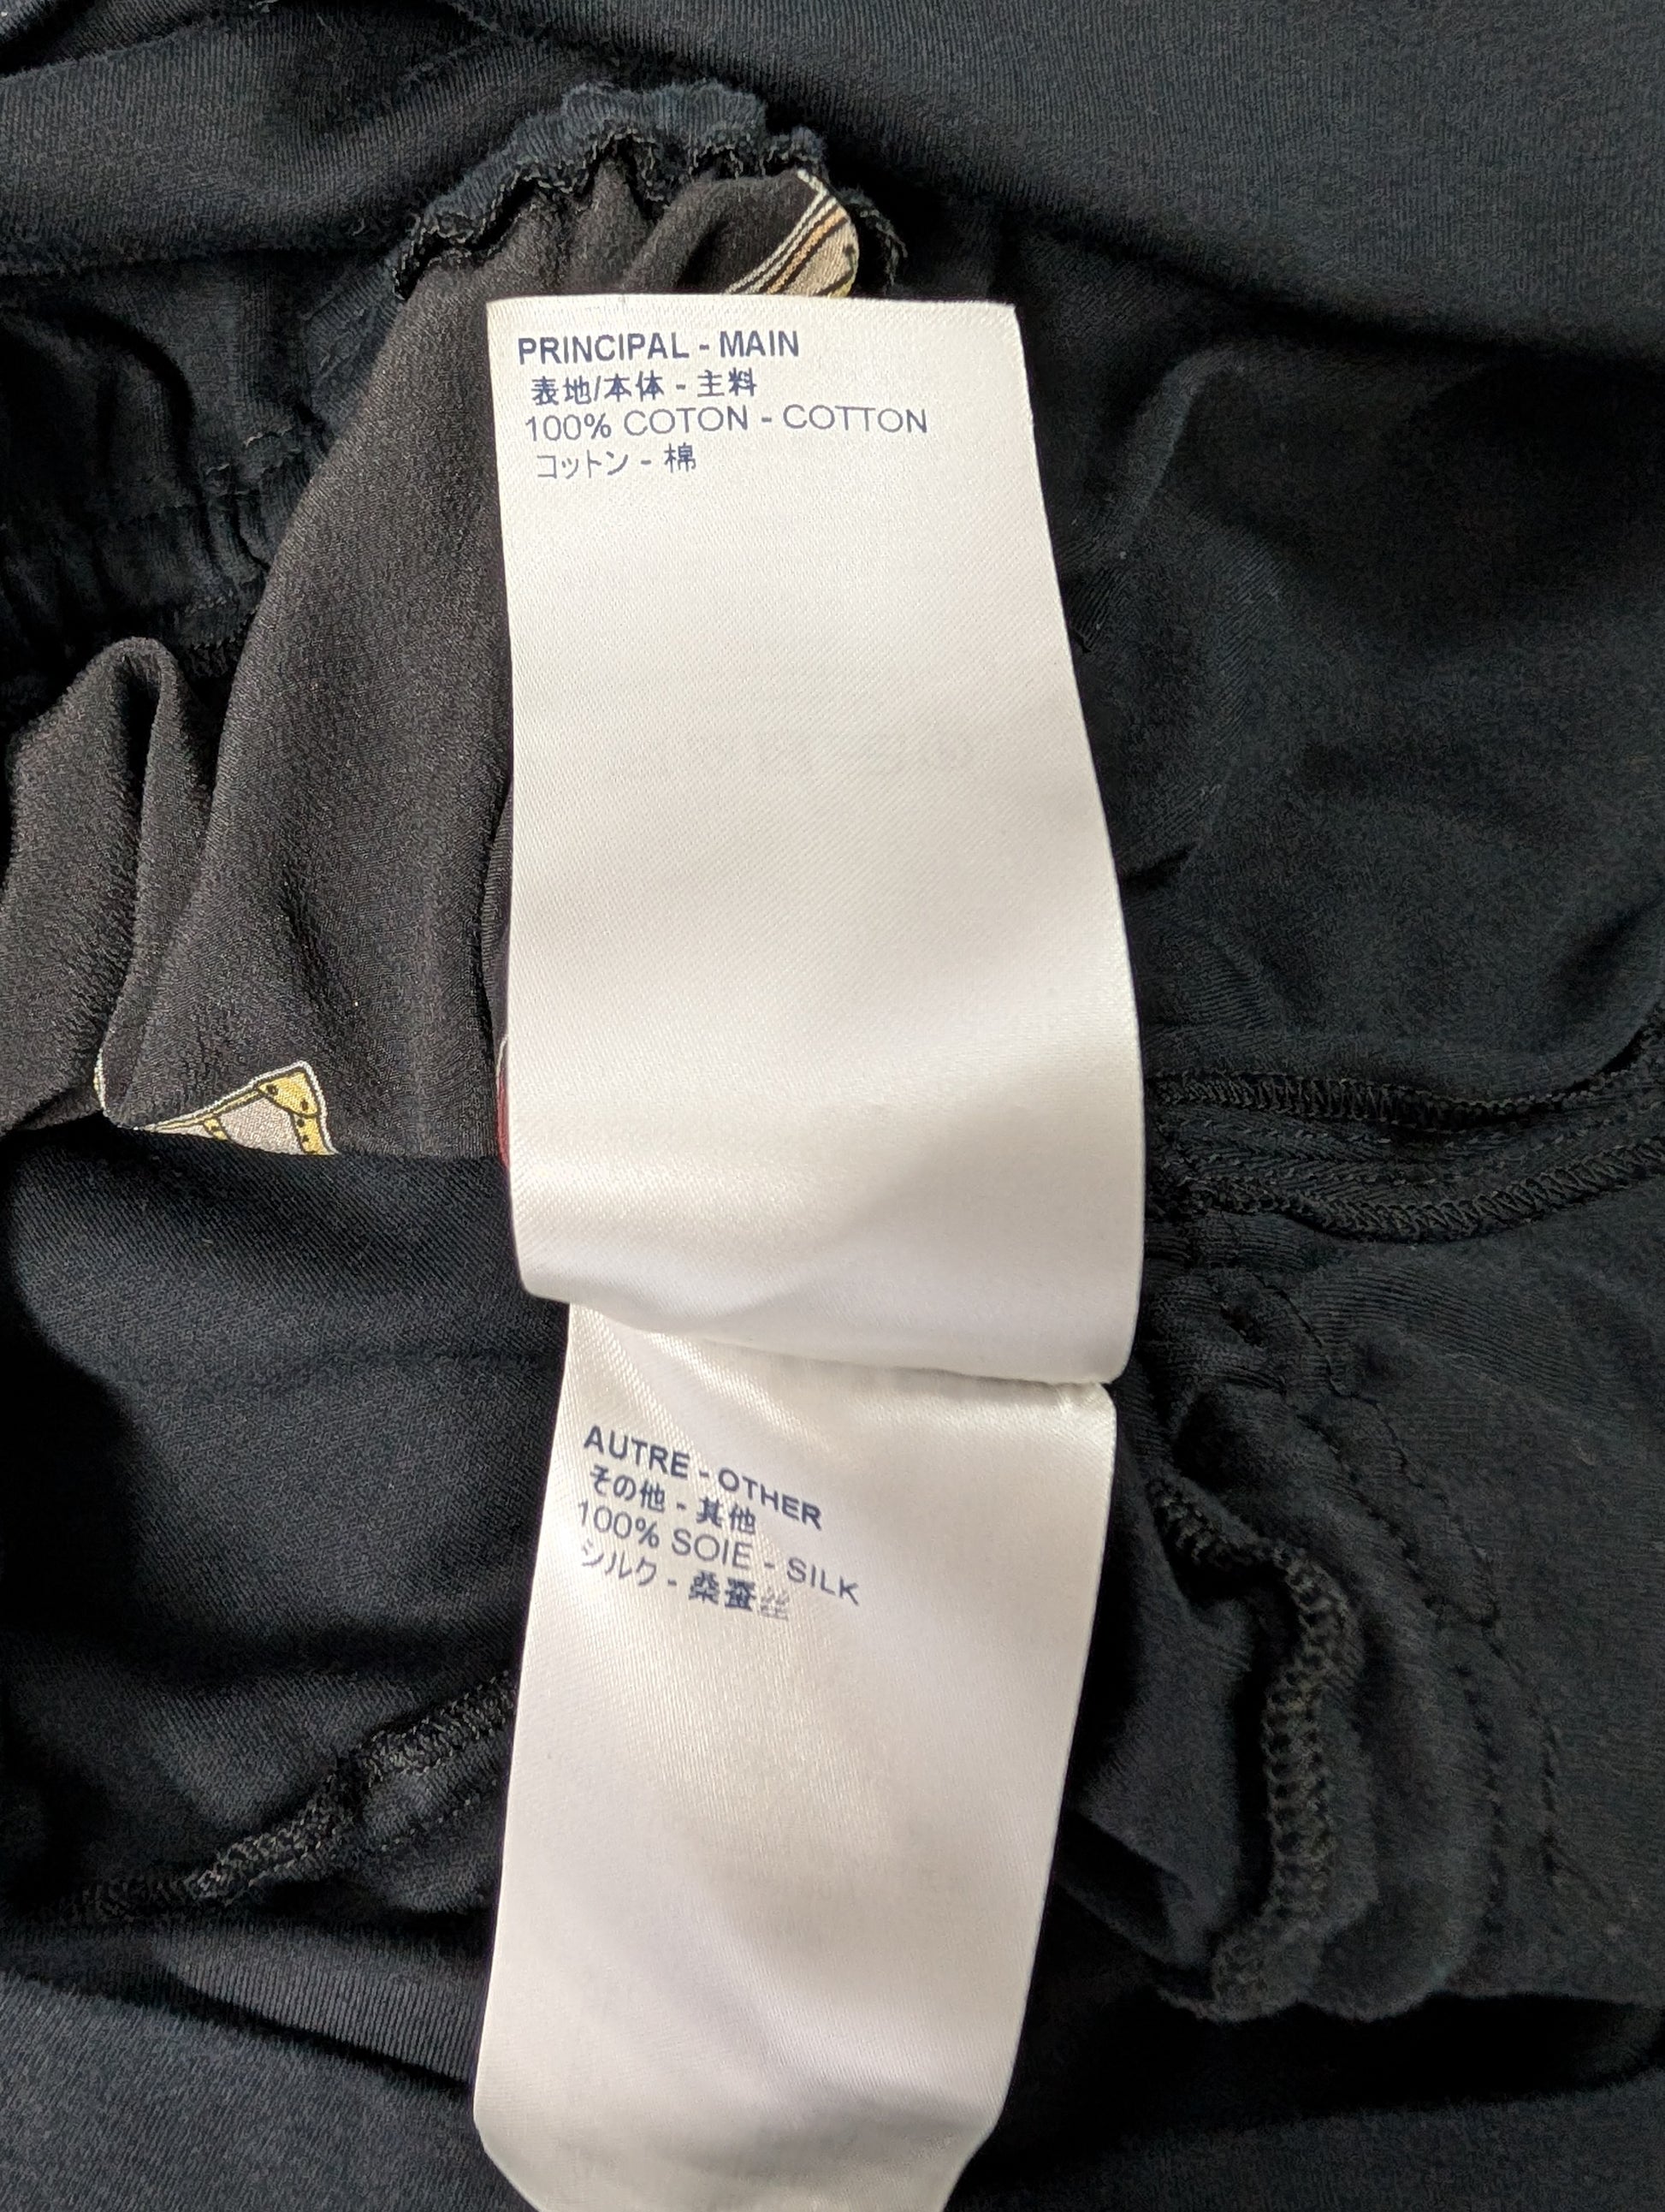 PRINCIPAL - MAIN
表地/本体 - 主料
100% COTON - COTTON
コットン - 棉
AUTRE - OTHER
その他 - 其他
100% SOIE - SILK
シルク - 桑蚕丝